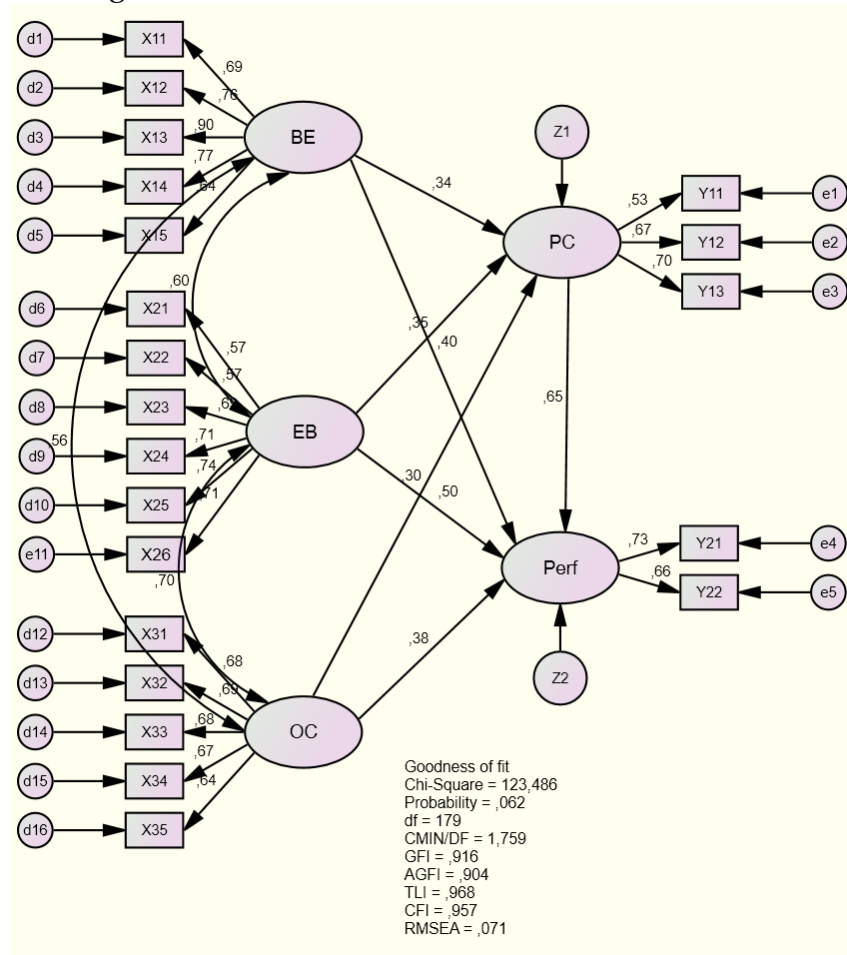 d1
X11
,69
d2
X12
,76
d3
X13
,90
BE
d4
X14
,77
,64
d5
X15
Z1
,34
PC
,53
Y11
e1
,67
Y12
e2
,70
Y13
e3
,60
d6
X21
,57
d7
X22
,57
d8
X23
d9
X24
,71
EB
d10
X25
,74
,71
e11
X26
,35
,40
,65
56
,30
,50
,70
Perf
,73
Y21
e4
,66
Y22
e5
Z2
,38
d12
X31
,68
d13
X32
,69
d14
X33
,68
OC
d15
X34
,67
,64
d16
X35
Goodness of fit
Chi-Square = 123,486
Probability = ,062
df = 179
CMIN/DF = 1,759
GFI = ,916
AGFI = ,904
TLI = ,968
CFI = ,957
RMSEA = ,071